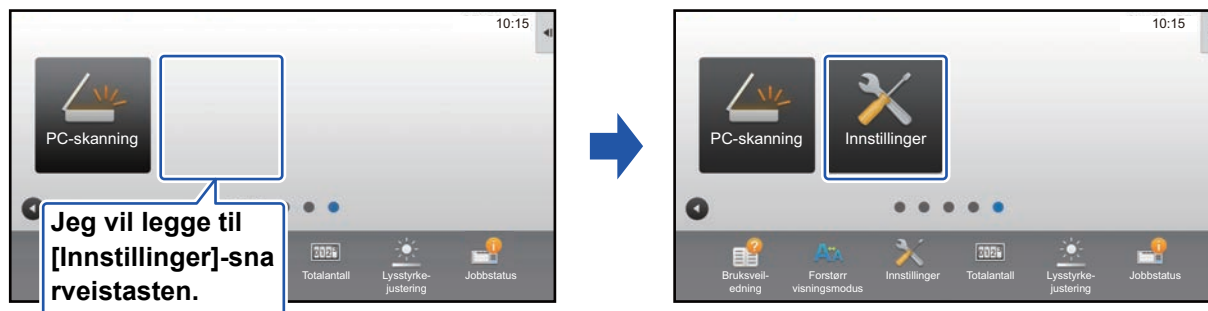 10:15
PC-skanning
Jeg vil legge til
[Innstillinger]-sna
rveistasten.
Totalantall
Lysstyrke-
justering
Jobbstatus
10:15
PC-skanning
Innstillinger
Bruksveil-
edning
Forstørr
visningsmodus
Innstillinger
Totalantall
Lysstyrke-
justering
Jobbstatus